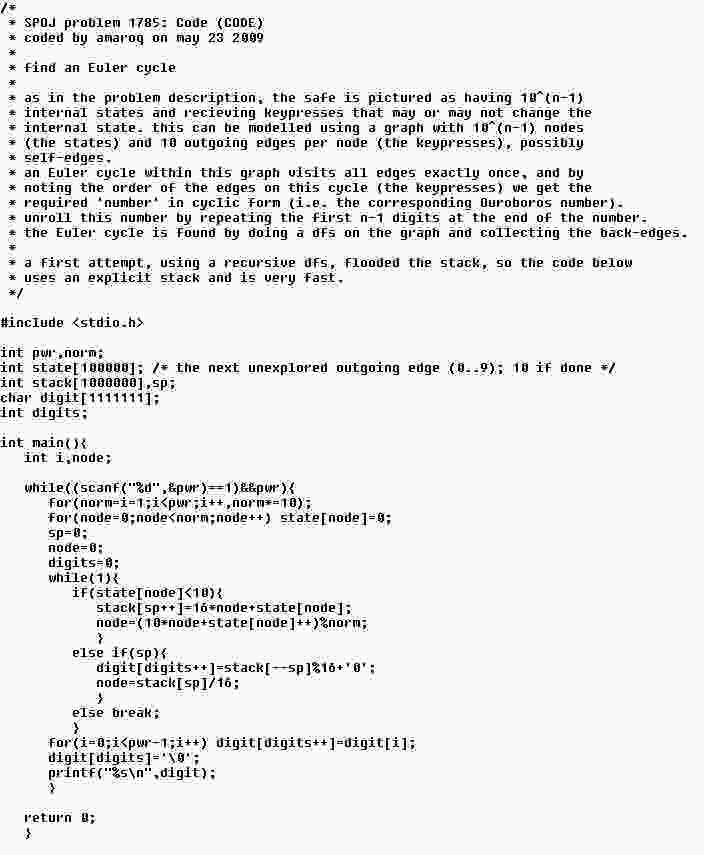 /*
 * SPOJ problem 1785: Code (CODE)
 * coded by amaroq on may 23 2009
 *
 * find an Euler cycle
 *
 * as in the problem description, the safe is pictured as having 10^(n-1)
 * internal states and recieving keypresses that may or may not change the
 * internal state. this can be modelled using a graph with 10^(n-1) nodes
 * (the states) and 10 outgoing edges per node (the keypresses), possibly
 * self-edges.
 * an Euler cycle within this graph visits all edges exactly once, and by
 * noting the order of the edges on this cycle (the keypresses) we get the
 * required 'number' in cyclic form (i.e. the corresponding Ouroboros number).
 * unroll this number by repeating the first n-1 digits at the end of the number.
 * the Euler cycle is found by doing a dfs on the graph and collecting the back-edges.
 *
 * a first attempt, using a recursive dfs, flooded the stack, so the code below
 * uses an explicit stack and is very fast.
 */

#include <stdio.h>

int pwr,norm;
int state[100000]; /* the next unexplored outgoing edge (0..9); 10 if done */
int stack[1000000],sp;
char digit[1111111];
int digits;

int main(){
   int i,node;

   while((scanf("%d",&pwr)==1)&&pwr){
      for(norm=i=1;i<pwr;i++,norm*=10);
      for(node=0;node<norm;node++) state[node]=0;
      sp=0;
      node=0;
      digits=0;
      while(1){
         if(state[node]<10){
            stack[sp++]=16*node+state[node];
            node=(10*node+state[node]++)%norm;
            }
         else if(sp){
            digit[digits++]=stack[--sp]%16+'0';
            node=stack[sp]/16;
            }
         else break;
         }
      for(i=0;i<pwr-1;i++) digit[digits++]=digit[i];
      digit[digits]='\0';
      printf("%s\n",digit);
      }

   return 0;
   }